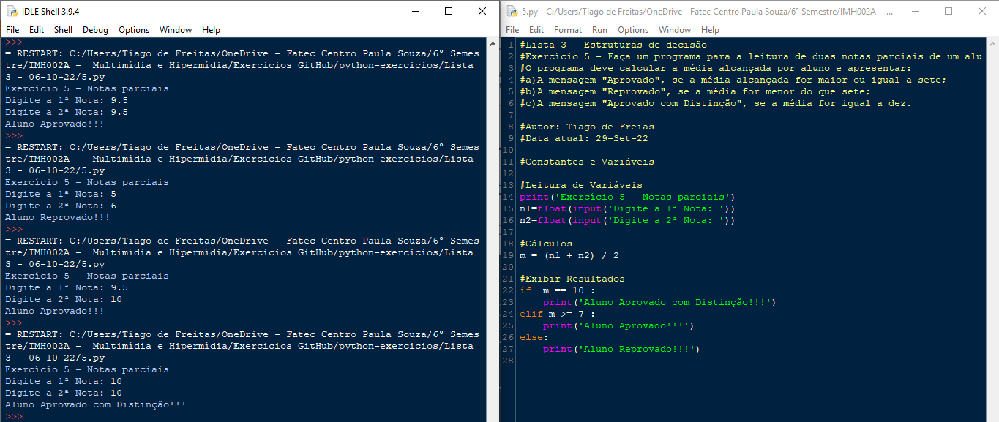 IDLE Shell 3.9.4
File Edit Shell Debug Options Window Help
>>>
= RESTART: C:/Users/Tiago de Freitas/OneDrive - Fatec Centro Paula Souza/6° Semes
tre/IMH002A -  Multimídia e Hipermídia/Exercicios GitHub/python-exercicios/Lista
3 - 06-10-22/5.py
Exercício 5 - Notas parciais
Digite a 1ª Nota: 9.5
Digite a 2ª Nota: 9.5
Aluno Aprovado!!!
>>>
= RESTART: C:/Users/Tiago de Freitas/OneDrive - Fatec Centro Paula Souza/6° Semes
tre/IMH002A -  Multimídia e Hipermídia/Exercicios GitHub/python-exercicios/Lista
3 - 06-10-22/5.py
Exercício 5 - Notas parciais
Digite a 1ª Nota: 5
Digite a 2ª Nota: 6
Aluno Reprovado!!!
>>>
= RESTART: C:/Users/Tiago de Freitas/OneDrive - Fatec Centro Paula Souza/6° Semes
tre/IMH002A -  Multimídia e Hipermídia/Exercicios GitHub/python-exercicios/Lista
3 - 06-10-22/5.py
Exercício 5 - Notas parciais
Digite a 1ª Nota: 9.5
Digite a 2ª Nota: 10
Aluno Aprovado!!!
>>>
= RESTART: C:/Users/Tiago de Freitas/OneDrive - Fatec Centro Paula Souza/6° Semes
tre/IMH002A -  Multimídia e Hipermídia/Exercicios GitHub/python-exercicios/Lista
3 - 06-10-22/5.py
Exercício 5 - Notas parciais
Digite a 1ª Nota: 10
Digite a 2ª Nota: 10
Aluno Aprovado com Distinção!!!
>>>
5.py - C:/Users/Tiago de Freitas/OneDrive - Fatec Centro Paula Souza/6° Semestre/IMH002A - ...
File Edit Format Run Options Window Help
1 #Lista 3 - Estruturas de decisão
2 #Exercício 5 - Faça um programa para a leitura de duas notas parciais de um alu
3 #O programa deve calcular a média alcançada por aluno e apresentar:
4 #a)A mensagem "Aprovado", se a média alcançada for maior ou igual a sete;
5 #b)A mensagem "Reprovado", se a média for menor do que sete;
6 #c)A mensagem "Aprovado com Distinção", se a média for igual a dez.
7
8 #Autor: Tiago de Freias
9 #Data atual: 29-Set-22
10
11 #Constantes e Variáveis
12
13 #Leitura de Variáveis
14 print('Exercício 5 - Notas parciais')
15 n1=float(input('Digite a 1ª Nota: '))
16 n2=float(input('Digite a 2ª Nota: '))
17
18 #Cálculos
19 m = (n1 + n2) / 2
20
21 #Exibir Resultados
22 if  m == 10 :
23     print('Aluno Aprovado com Distinção!!!')
24 elif m >= 7 :
25     print('Aluno Aprovado!!!')
26 else:
27     print('Aluno Reprovado!!!')
28